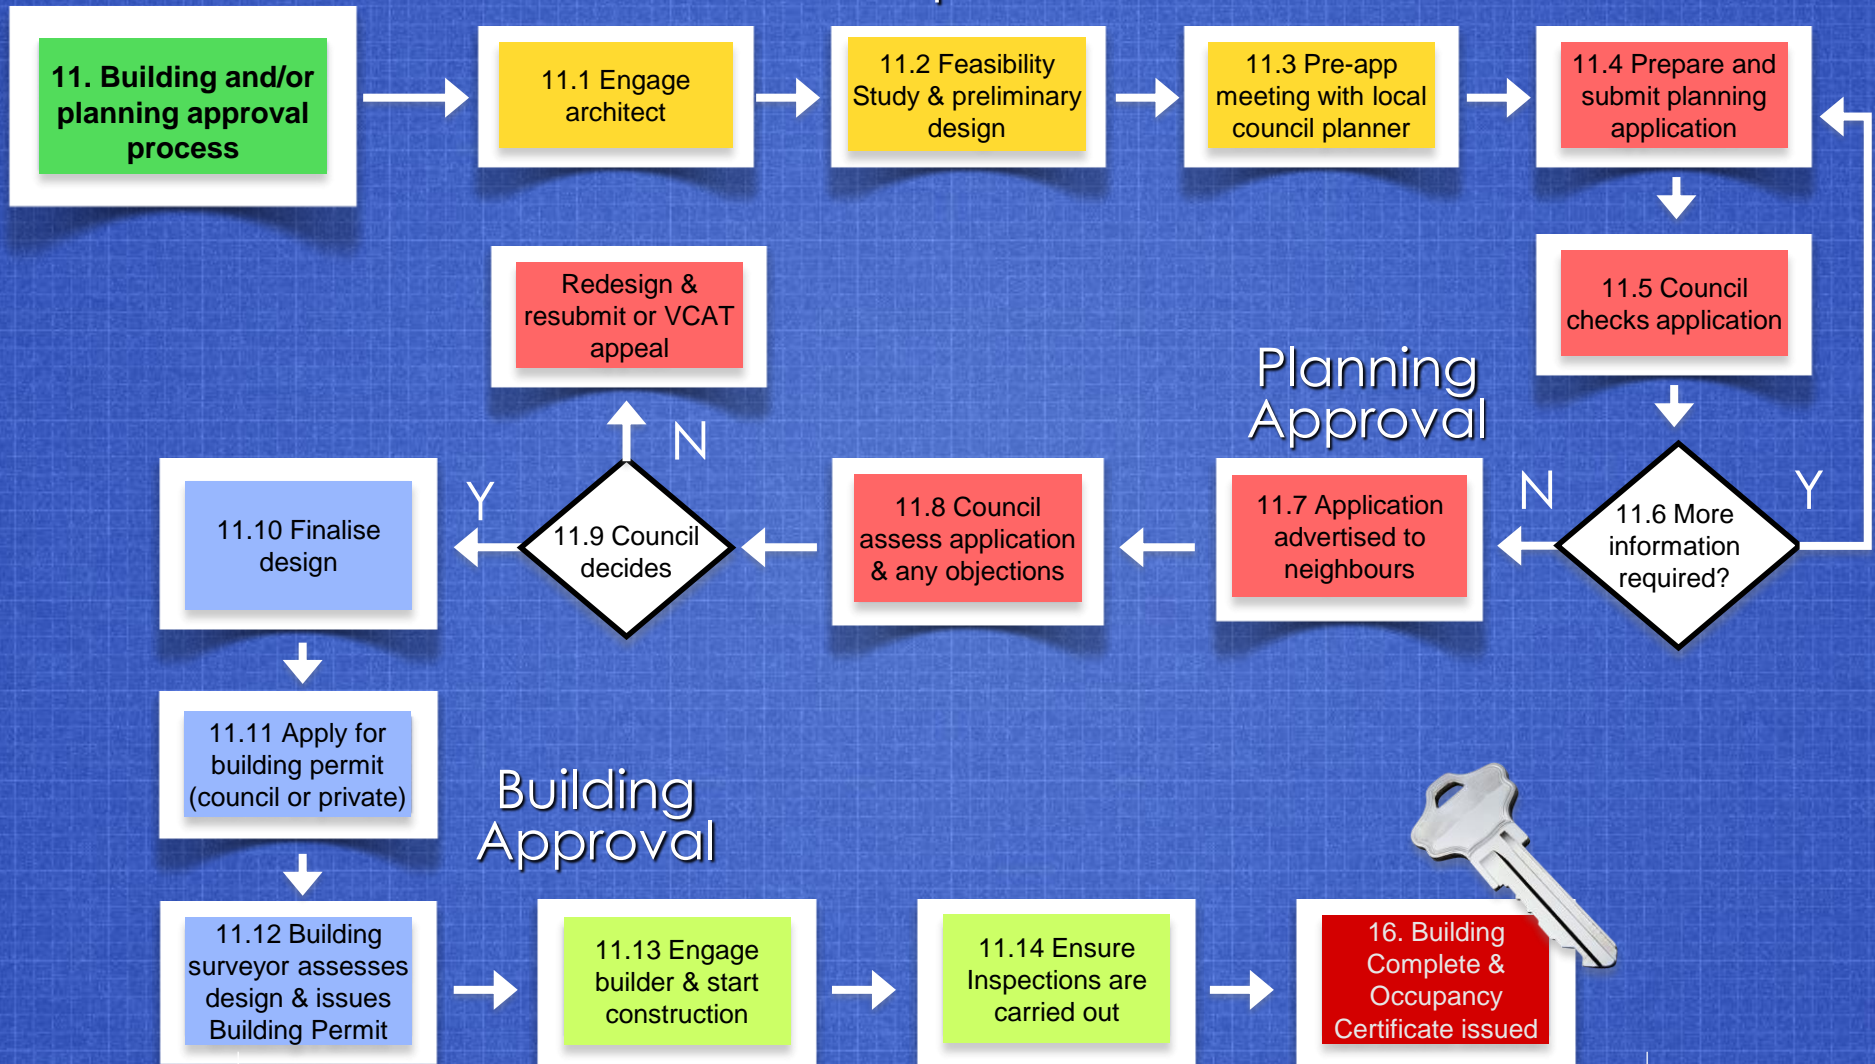 11. Building and/or
planning approval
process
11.1 Engage
architect
11.2 Feasibility
Study & preliminary
design
11.3 Pre-app
meeting with local
council planner
11.4 Prepare and
submit planning
application
11.5 Council
checks application
Redesign &
resubmit or VCAT
appeal
Planning
Approval
11.6 More
information
required?
Y
N
11.7 Application
advertised to
neighbours
11.8 Council
assess application
& any objections
11.9 Council
decides
N
Y
11.10 Finalise
design
11.11 Apply for
building permit
(council or private)
Building
Approval
11.12 Building
surveyor assesses
design & issues
Building Permit
11.13 Engage
builder & start
construction
11.14 Ensure
Inspections are
carried out
16. Building
Complete &
Occupancy
Certificate issued